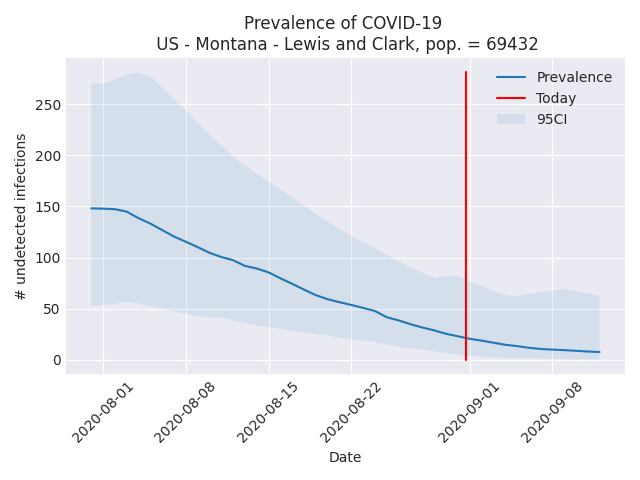 Prevalence of COVID-19
US - Montana - Lewis and Clark, pop. = 69432
Prevalence
Today
95CI
250
200
150
100
50
0
# undetected infections
2020-08-01
2020-08-08
2020-08-15
2020-08-22
2020-09-01
2020-09-08
Date